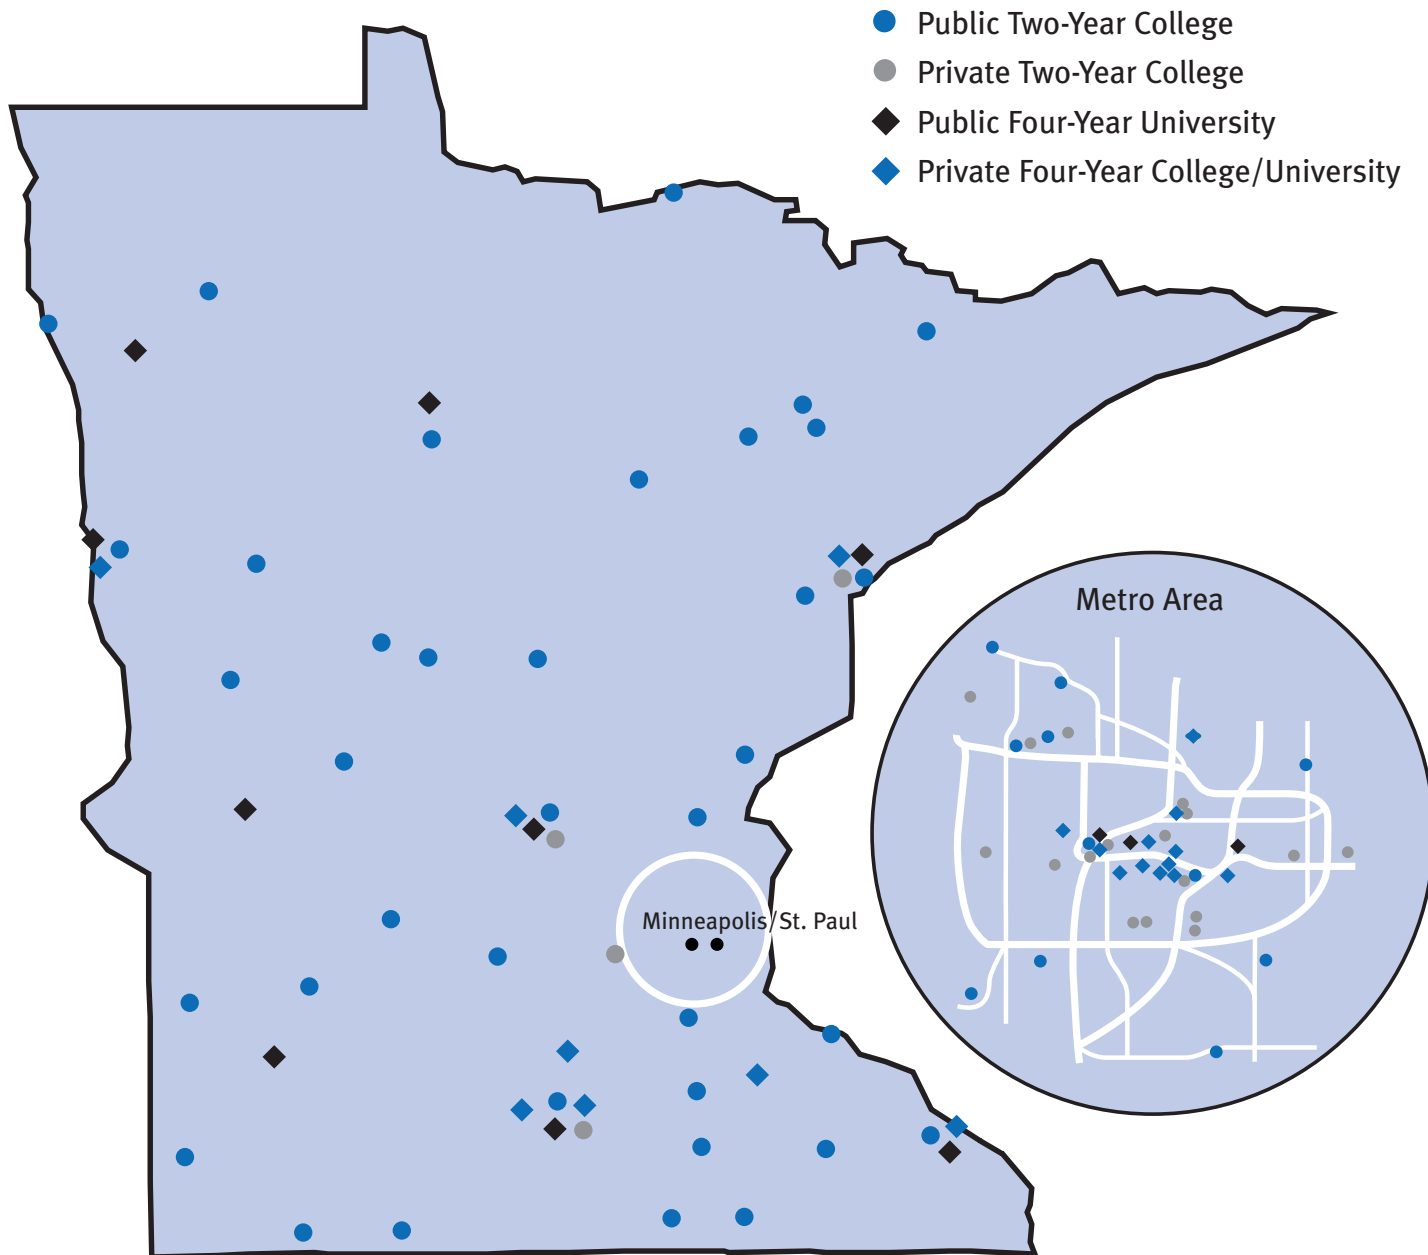 Public Two-Year College
Private Two-Year College
Public Four-Year University
Private Four-Year College/University
Metro Area
Minneapolis/St. Paul